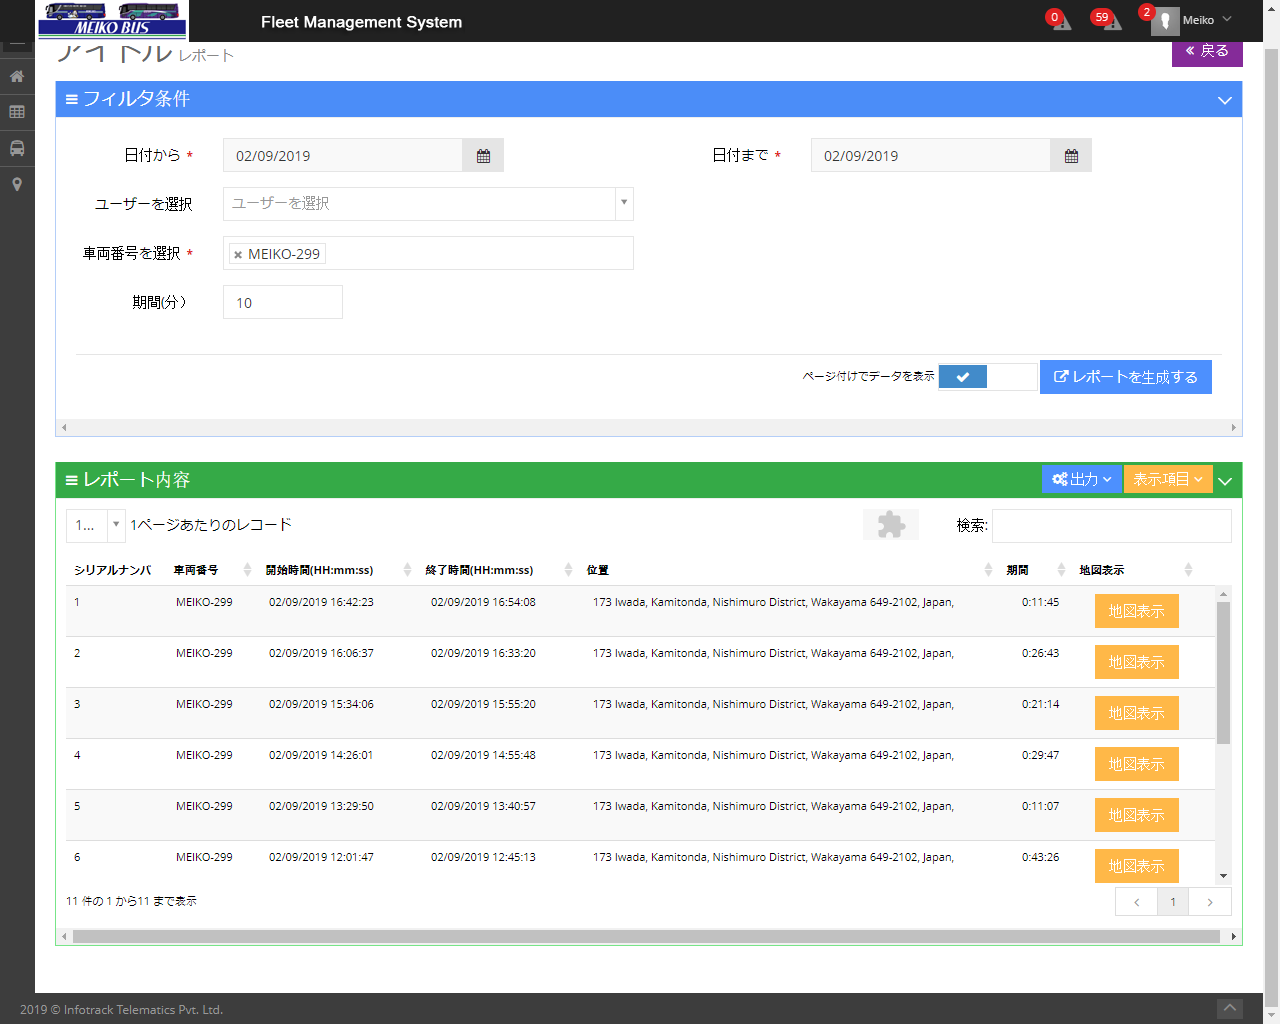 MEIKO BUS
Fleet Management System
0
59
2
Meiko
アイドル レポート
« 戻る
フィルタ条件
日付から *
02/09/2019
日付まで *
02/09/2019
ユーザーを選択
ユーザーを選択
車両番号を選択 *
× MEIKO-299
期間(分)
10
ページ付けでデータを表示
レポートを生成する
レポート内容
出力
表示項目
1...
1ページあたりのレコード
検索:
シリアルナンバ 車両番号 開始時間(HH:mm:ss) 終了時間(HH:mm:ss) 位置 期間 地図表示
1 MEIKO-299 02/09/2019 16:42:23 02/09/2019 16:54:08 173 Iwada, Kamitonda, Nishimuro District, Wakayama 649-2102, Japan, 0:11:45 地図表示
2 MEIKO-299 02/09/2019 16:06:37 02/09/2019 16:33:20 173 Iwada, Kamitonda, Nishimuro District, Wakayama 649-2102, Japan, 0:26:43 地図表示
3 MEIKO-299 02/09/2019 15:34:06 02/09/2019 15:55:20 173 Iwada, Kamitonda, Nishimuro District, Wakayama 649-2102, Japan, 0:21:14 地図表示
4 MEIKO-299 02/09/2019 14:26:01 02/09/2019 14:55:48 173 Iwada, Kamitonda, Nishimuro District, Wakayama 649-2102, Japan, 0:29:47 地図表示
5 MEIKO-299 02/09/2019 13:29:50 02/09/2019 13:40:57 173 Iwada, Kamitonda, Nishimuro District, Wakayama 649-2102, Japan, 0:11:07 地図表示
6 MEIKO-299 02/09/2019 12:01:47 02/09/2019 12:45:13 173 Iwada, Kamitonda, Nishimuro District, Wakayama 649-2102, Japan, 0:43:26 地図表示
11 件の 1 から11 まで表示
1
2019 © Infotrack Telematics Pvt. Ltd.